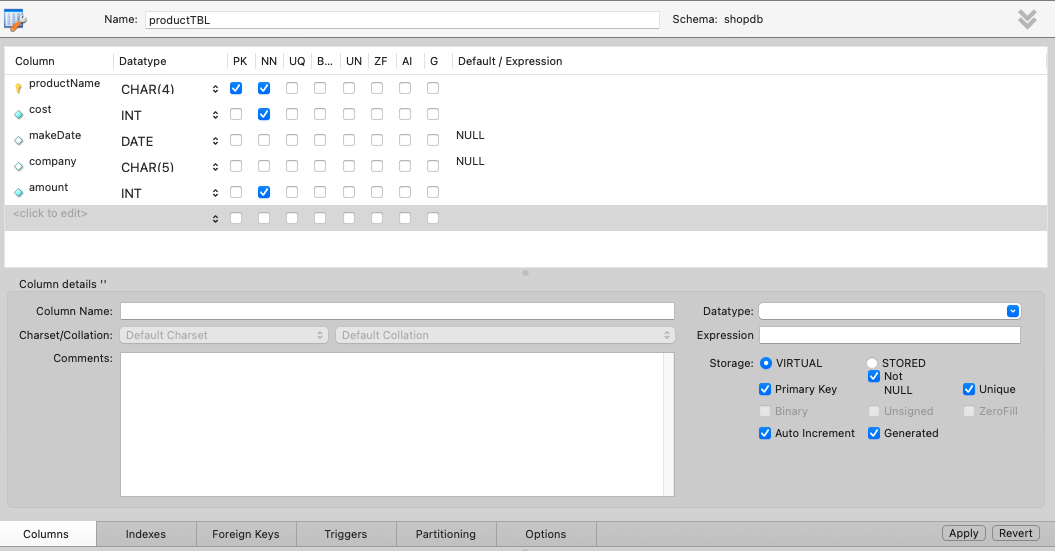 Name: productTBL Schema: shopdb
Column Datatype PK NN UQ B... UN ZF AI G Default / Expression
productName CHAR(4)
cost INT
makeDate DATE NULL
company CHAR(5) NULL
amount INT
<click to edit>
Column details ''
Column Name: Datatype:
Charset/Collation: Default Charset Default Collation Expression
Comments: Storage: VIRTUAL STORED
Primary Key Not NULL Unique
Binary Unsigned ZeroFill
Auto Increment Generated
Columns Indexes Foreign Keys Triggers Partitioning Options Apply Revert